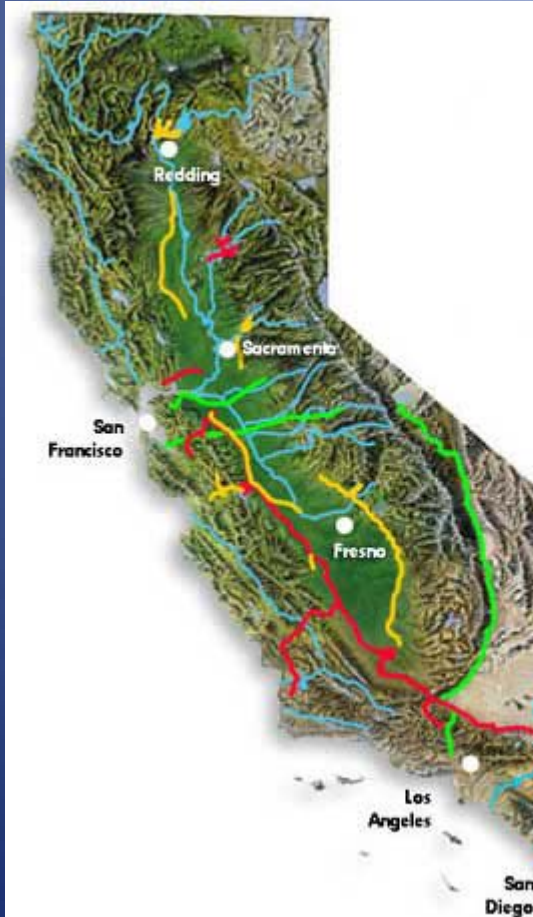 Redding
Sacramento
San
Francisco
Fresno
Los
Angeles
San
Diego